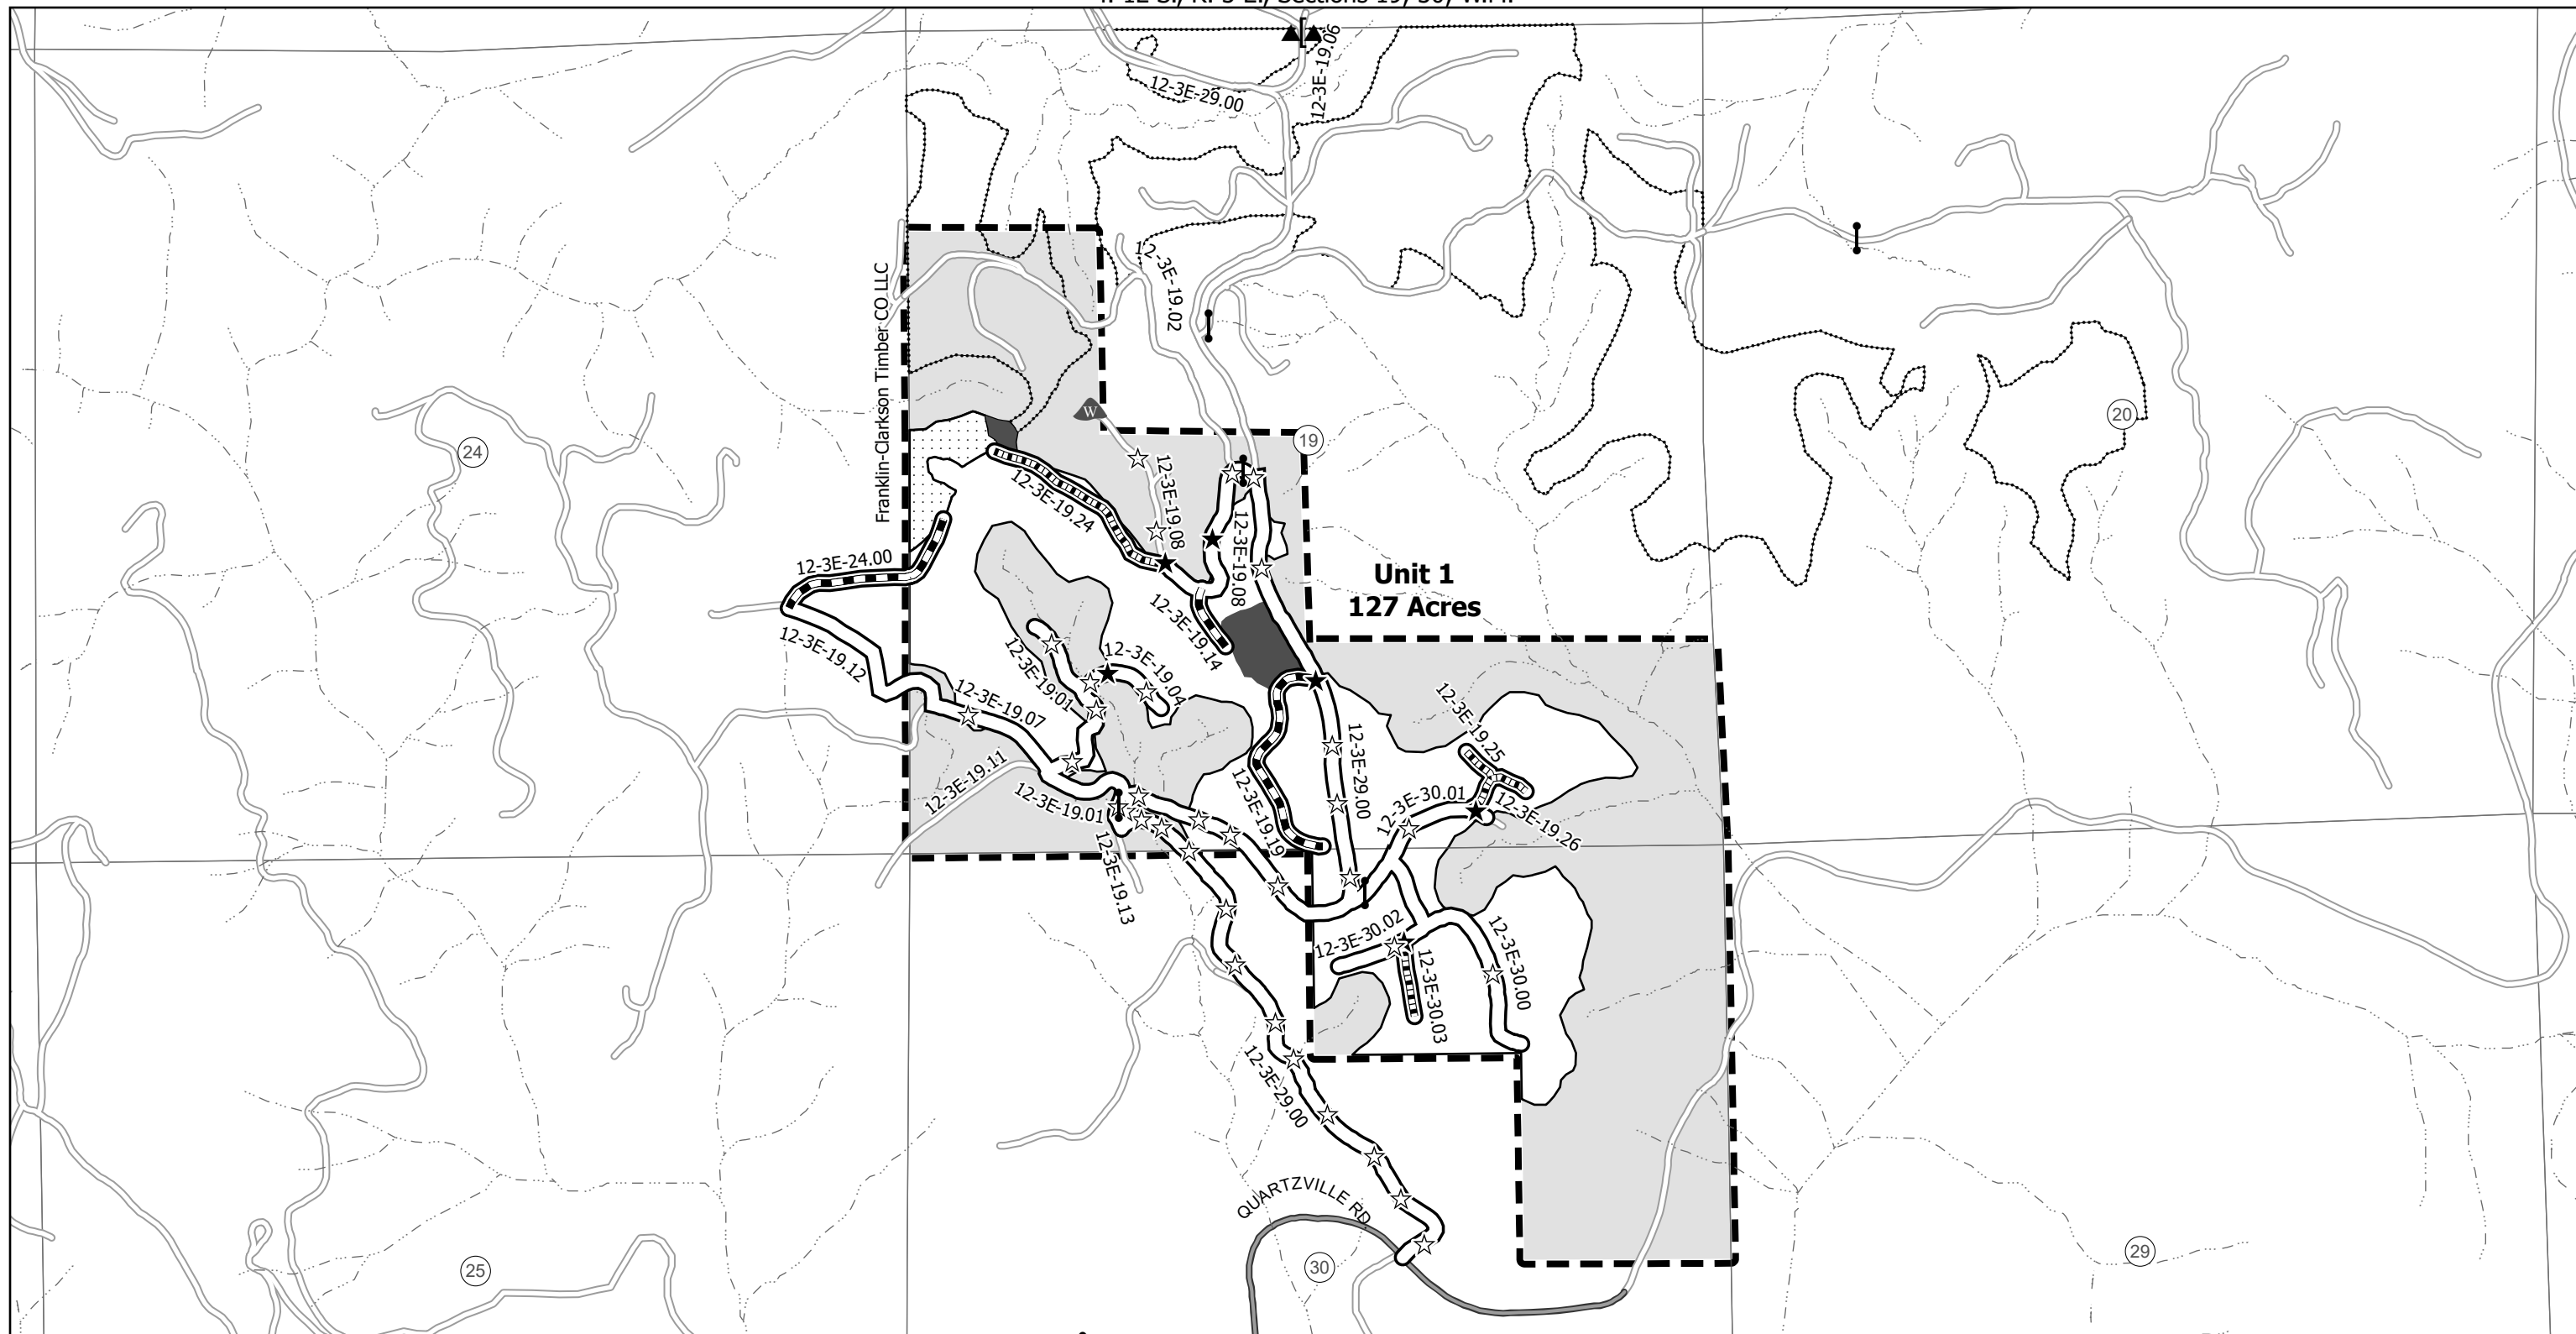 T. 12 S., R. 3 E., Sections 19, 30, W.M.
12-3E-19.06
12-3E-29.00
12-3E-19.02
Franklin-Clarkson Timber CO LLC
W
20
19
24
12-3E-19.08
12-3E-19.24
12-3E-19.08
12-3E-24.00
Unit 1
127 Acres
12-3E-19.14
12-3E-19.12
12-3E-19.01
12-3E-19.04
12-3E-19.07
12-3E-19.25
12-3E-29.00
12-3E-19.11
12-3E-19.01
12-3E-19.19
12-3E-30.01
12-3E-19.26
12-3E-19.13
12-3E-30.02
12-3E-30.00
12-3E-30.03
12-3E-29.00
QUARTZVILLE RD
25
30
29